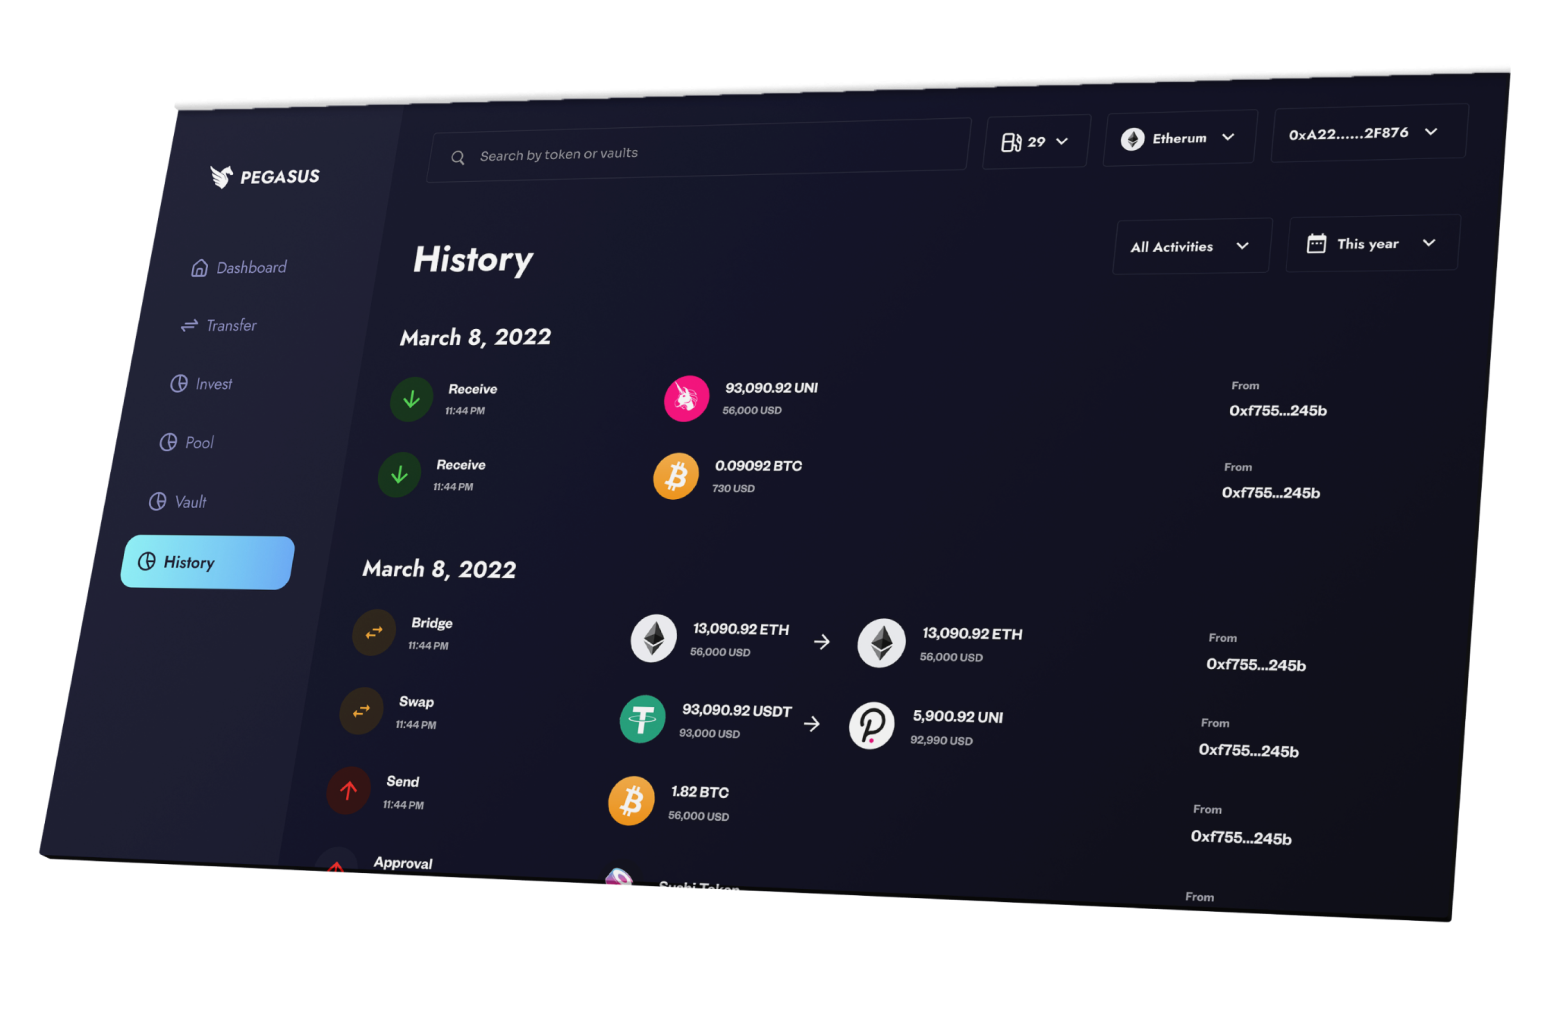 PEGASUS
Search by token or vaults
29
Etherum
0xA22......2F876
Dashboard
Transfer
Invest
Pool
Vault
History
History
All Activities
This year
March 8, 2022
Receive
11:44 PM
93,090.92 UNI
56,000 USD
From
0xf755...245b
Receive
11:44 PM
0.09092 BTC
730 USD
From
0xf755...245b
March 8, 2022
Bridge
11:44 PM
13,090.92 ETH
56,000 USD
13,090.92 ETH
56,000 USD
From
0xf755...245b
Swap
11:44 PM
93,090.92 USDT
93,000 USD
5,900.92 UNI
92,990 USD
From
0xf755...245b
Send
11:44 PM
1.82 BTC
56,000 USD
From
0xf755...245b
Approval
Sushi Token
From